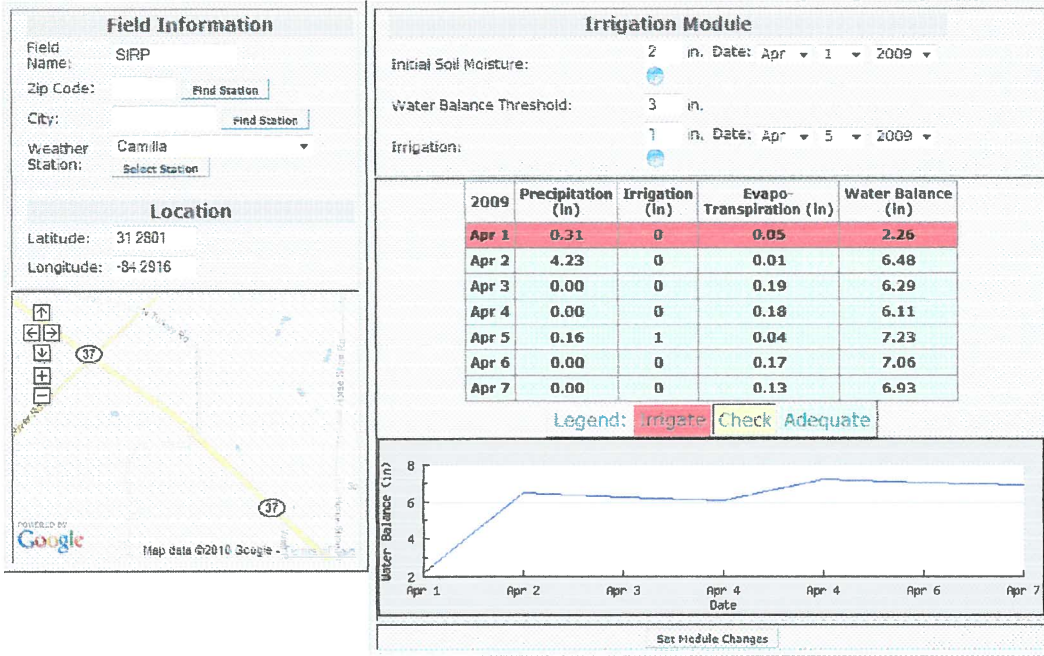 Field Information
Field Name: SIRP
Zip Code: Find Station
City: Find Station
Weather Station: Camilla
Select Station
Location
Latitude: 31 2801
Longitude: -84 2916
37
37
POWERED BY
Google
Map data ©2010 Google -
Irrigation Module
Initial Soil Moisture: 2 in. Date: Apr 1 2009
Water Balance Threshold: 3 in.
Irrigation: 1 in. Date: Apr 5 2009
2009 Precipitation (in) Irrigation (in) Evapo-Transpiration (in) Water Balance (in)
Apr 1 0.31 0 0.05 2.26
Apr 2 4.23 0 0.01 6.48
Apr 3 0.00 0 0.19 6.29
Apr 4 0.00 0 0.18 6.11
Apr 5 0.16 1 0.04 7.23
Apr 6 0.00 0 0.17 7.06
Apr 7 0.00 0 0.13 6.93
Legend: Irrigate Check Adequate
Water Balance (in)
8
6
4
2
Apr 1 Apr 2 Apr 3 Apr 4 Apr 4 Apr 6 Apr 7
Date
Set Module Changes